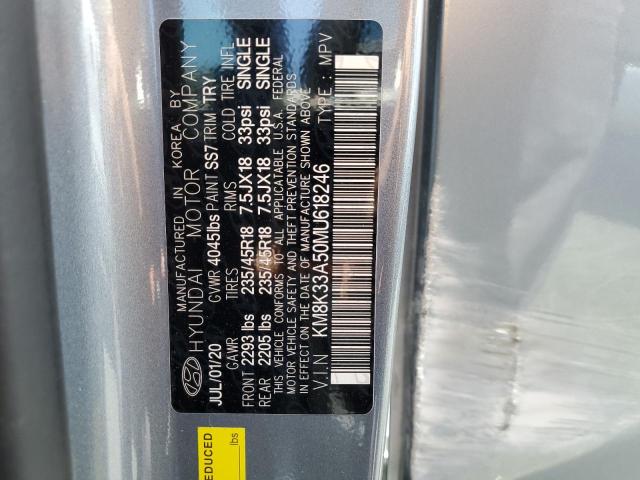 MANUFACTURED IN KOREA BY
HYUNDAI MOTOR COMPANY
JUL/01/20 GVWR 4045lbs PAINT SS7 TRIM TRY
GAWR TIRES RIMS COLD TIRE INFL
FRONT 2293 lbs 235/45R18 7.5JX18 33psi SINGLE
REAR 2205 lbs 235/45R18 7.5JX18 33psi SINGLE
THIS VEHICLE CONFORMS TO ALL APPLICABLE U.S.A. FEDERAL
MOTOR VEHICLE SAFETY AND THEFT PREVENTION STANDARDS
IN EFFECT ON THE DATE OF MANUFACTURE SHOWN ABOVE
V.I.N KM8K33A50MU618246 TYPE : MPV
EDUCED
lbs